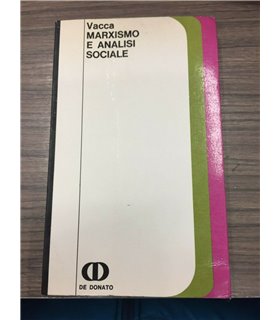 Vacca
MARXISMO
E ANALISI
SOCIALE
DE DONATO